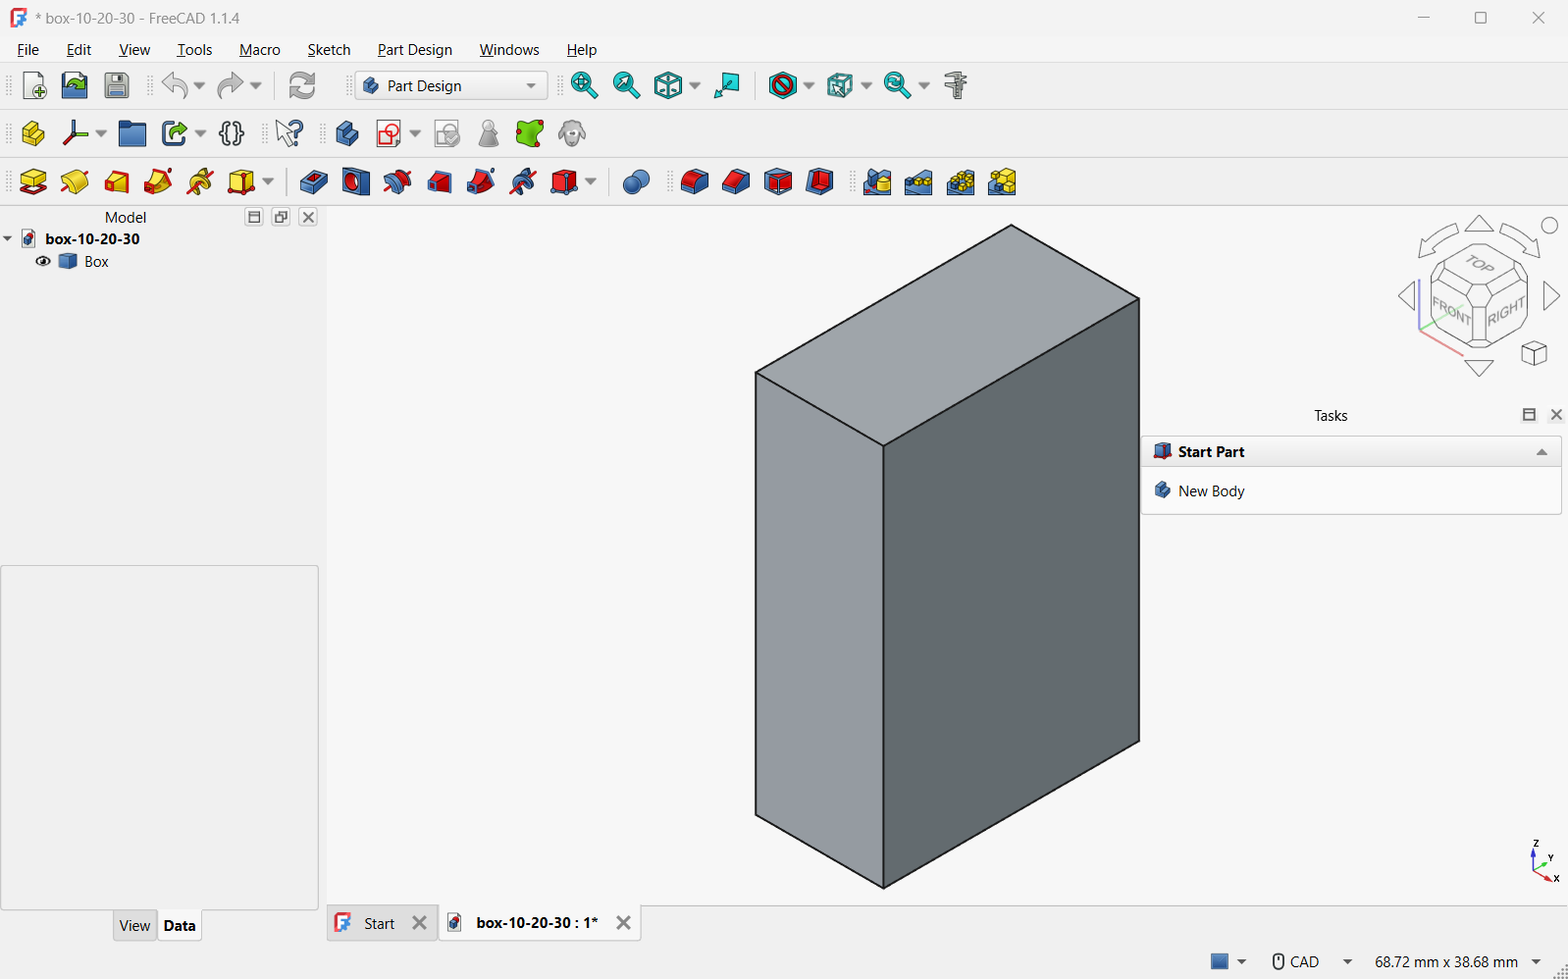 * box-10-20-30 - FreeCAD 1.1.4
File Edit View Tools Macro Sketch Part Design Windows Help
Part Design
Model
box-10-20-30
Box
TOP
FRONT RIGHT
Tasks
Start Part
New Body
Z
Y
X
View Data
Start box-10-20-30 : 1*
CAD 68.72 mm x 38.68 mm